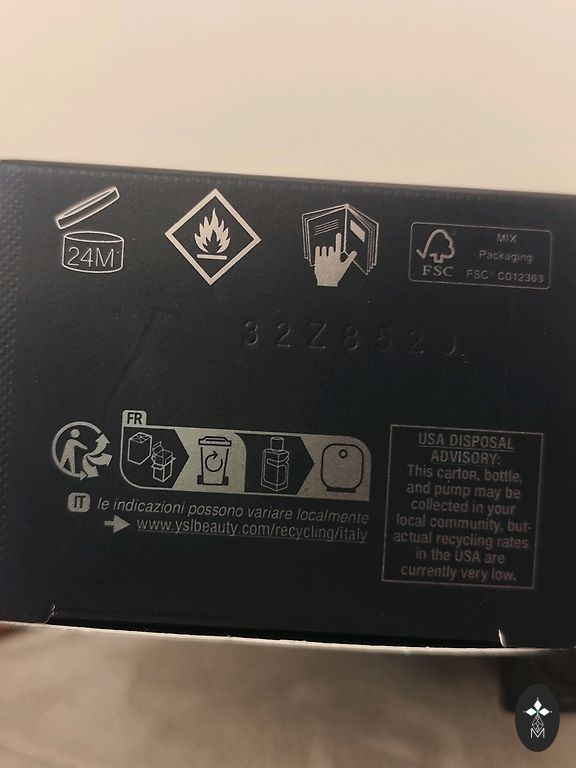 24M
MIX
Packaging
FSC® C012363
FSC
FR
IT le indicazioni possono variare localmente
www.yslbeauty.com/recycling/italy
USA DISPOSAL
ADVISORY:
This carton, bottle,
and pump may be
collected in your
local community, but
actual recycling rates
in the USA are
currently very low.
M